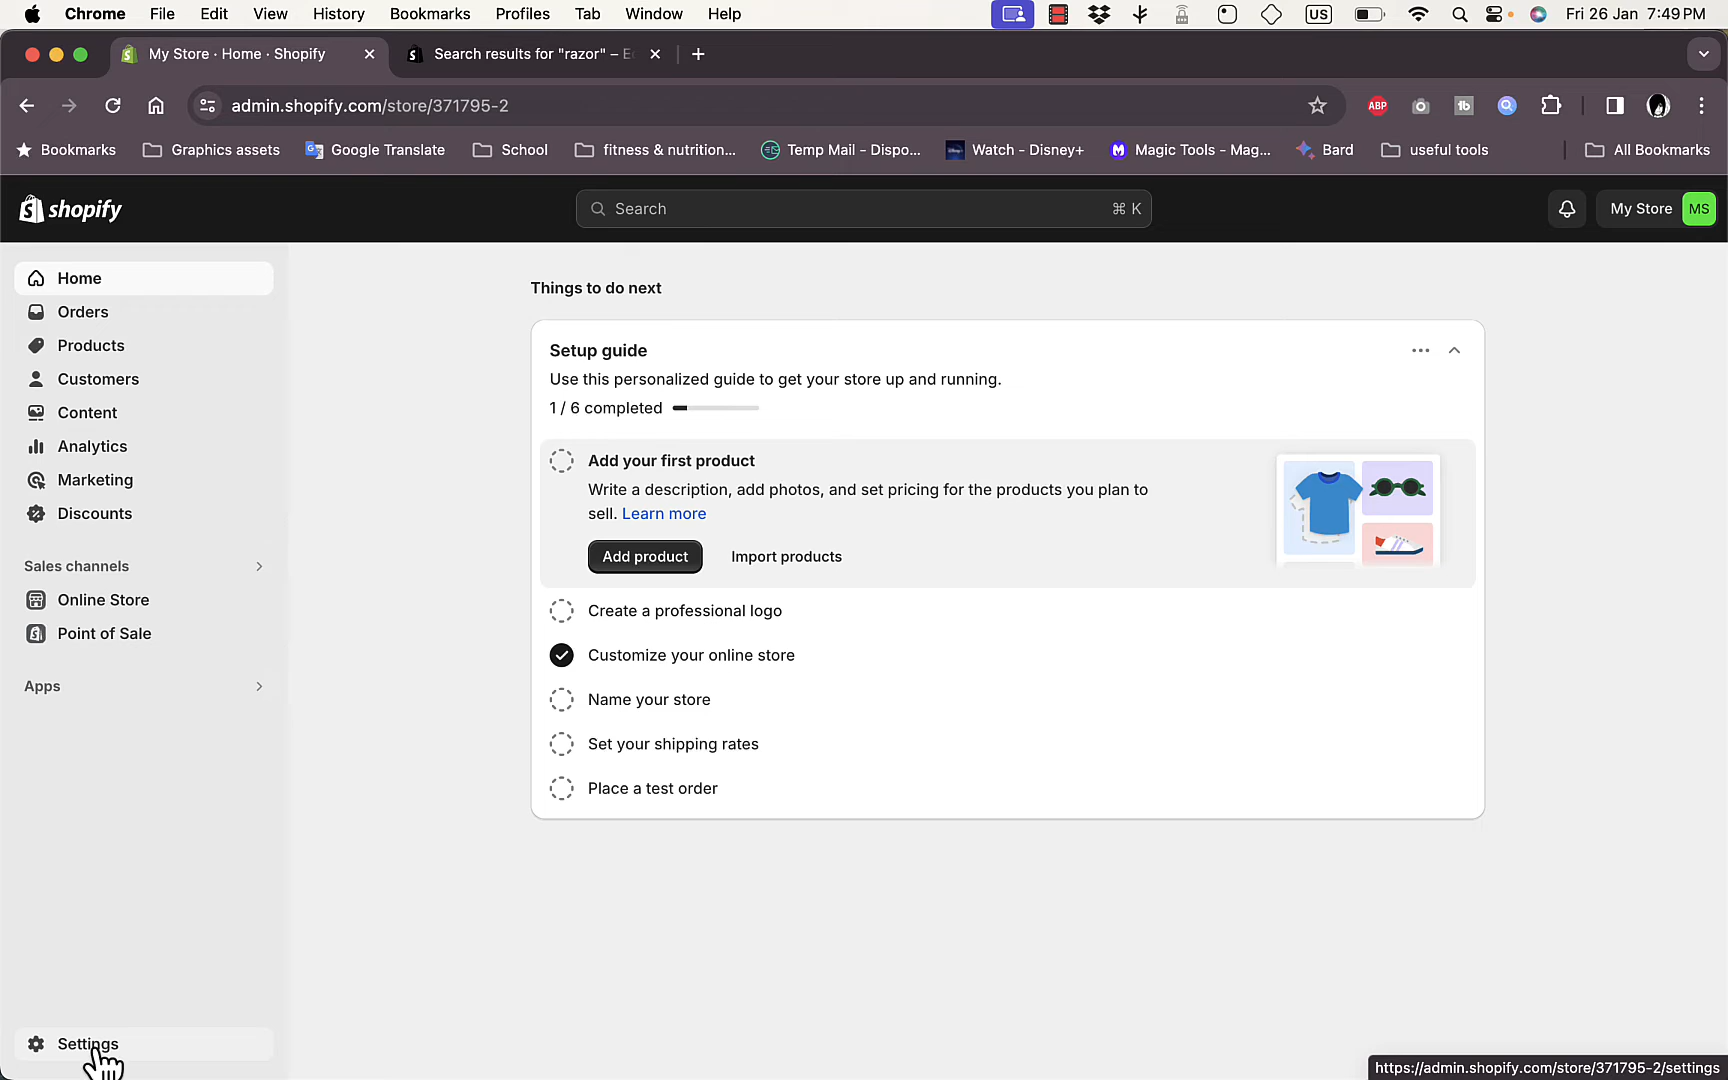 Chrome File Edit View History Bookmarks Profiles Tab Window Help US Fri 26 Jan 7:49 PM
My Store · Home · Shopify Search results for "razor" –
admin.shopify.com/store/371795-2 ABP tb
Bookmarks Graphics assets Google Translate School fitness & nutrition... Temp Mail - Dispo... Watch - Disney+ Magic Tools - Mag... Bard useful tools All Bookmarks
shopify Search ⌘ K My Store MS
Home
Orders
Products
Customers
Content
Analytics
Marketing
Discounts
Sales channels
Online Store
Point of Sale
Apps
Settings
Things to do next
Setup guide
Use this personalized guide to get your store up and running.
1 / 6 completed
Add your first product
Write a description, add photos, and set pricing for the products you plan to
sell. Learn more
Add product Import products
Create a professional logo
Customize your online store
Name your store
Set your shipping rates
Place a test order
https://admin.shopify.com/store/371795-2/settings